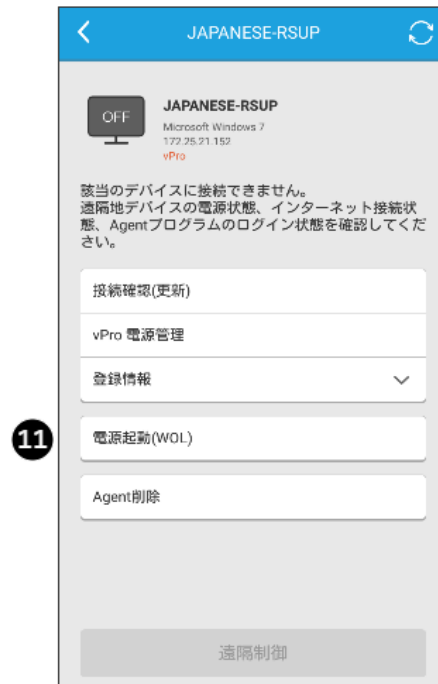 JAPANESE-RSUP
OFF
JAPANESE-RSUP
Microsoft Windows 7
172.25.21.152
vPro
該当のデバイスに接続できません。
遠隔地デバイスの電源状態、インターネット接続状
態、Agentプログラムのログイン状態を確認してくだ
さい。
接続確認(更新)
vPro 電源管理
登録情報
11
電源起動(WOL)
Agent削除
遠隔制御